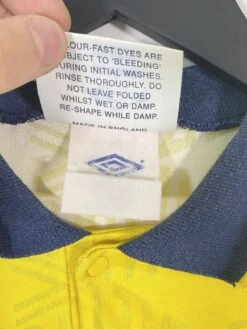 COLOUR-FAST DYES ARE
SUBJECT TO 'BLEEDING'
DURING INITIAL WASHES.
RINSE THOROUGHLY. DO
NOT LEAVE FOLDED
WHILST WET OR DAMP.
RE-SHAPE WHILE DAMP.
MADE IN ENGLAND